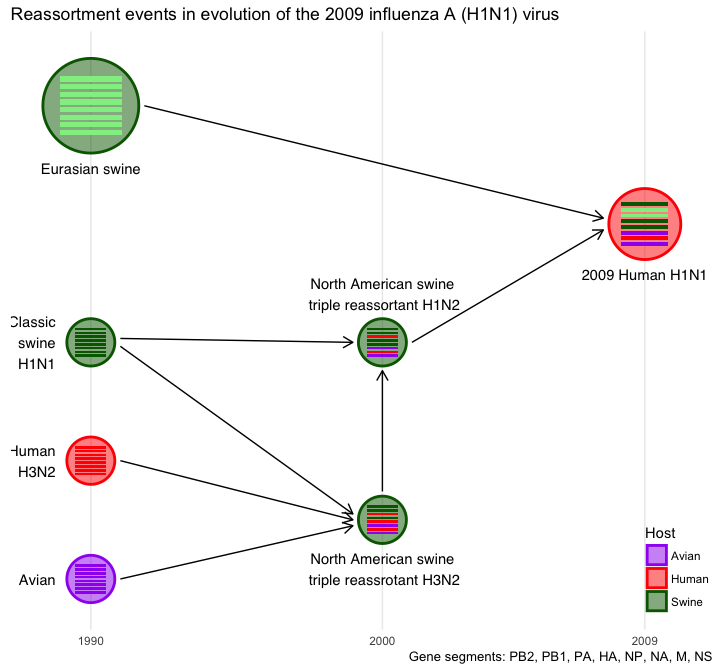 Reassortment events in evolution of the 2009 influenza A (H1N1) virus
Eurasian swine
2009 Human H1N1
North American swine
triple reassortant H1N2
Classic
swine
H1N1
Human
H3N2
Avian
North American swine
triple reassrotant H3N2
Host
Avian
Human
Swine
1990
2000
2009
Gene segments: PB2, PB1, PA, HA, NP, NA, M, NS